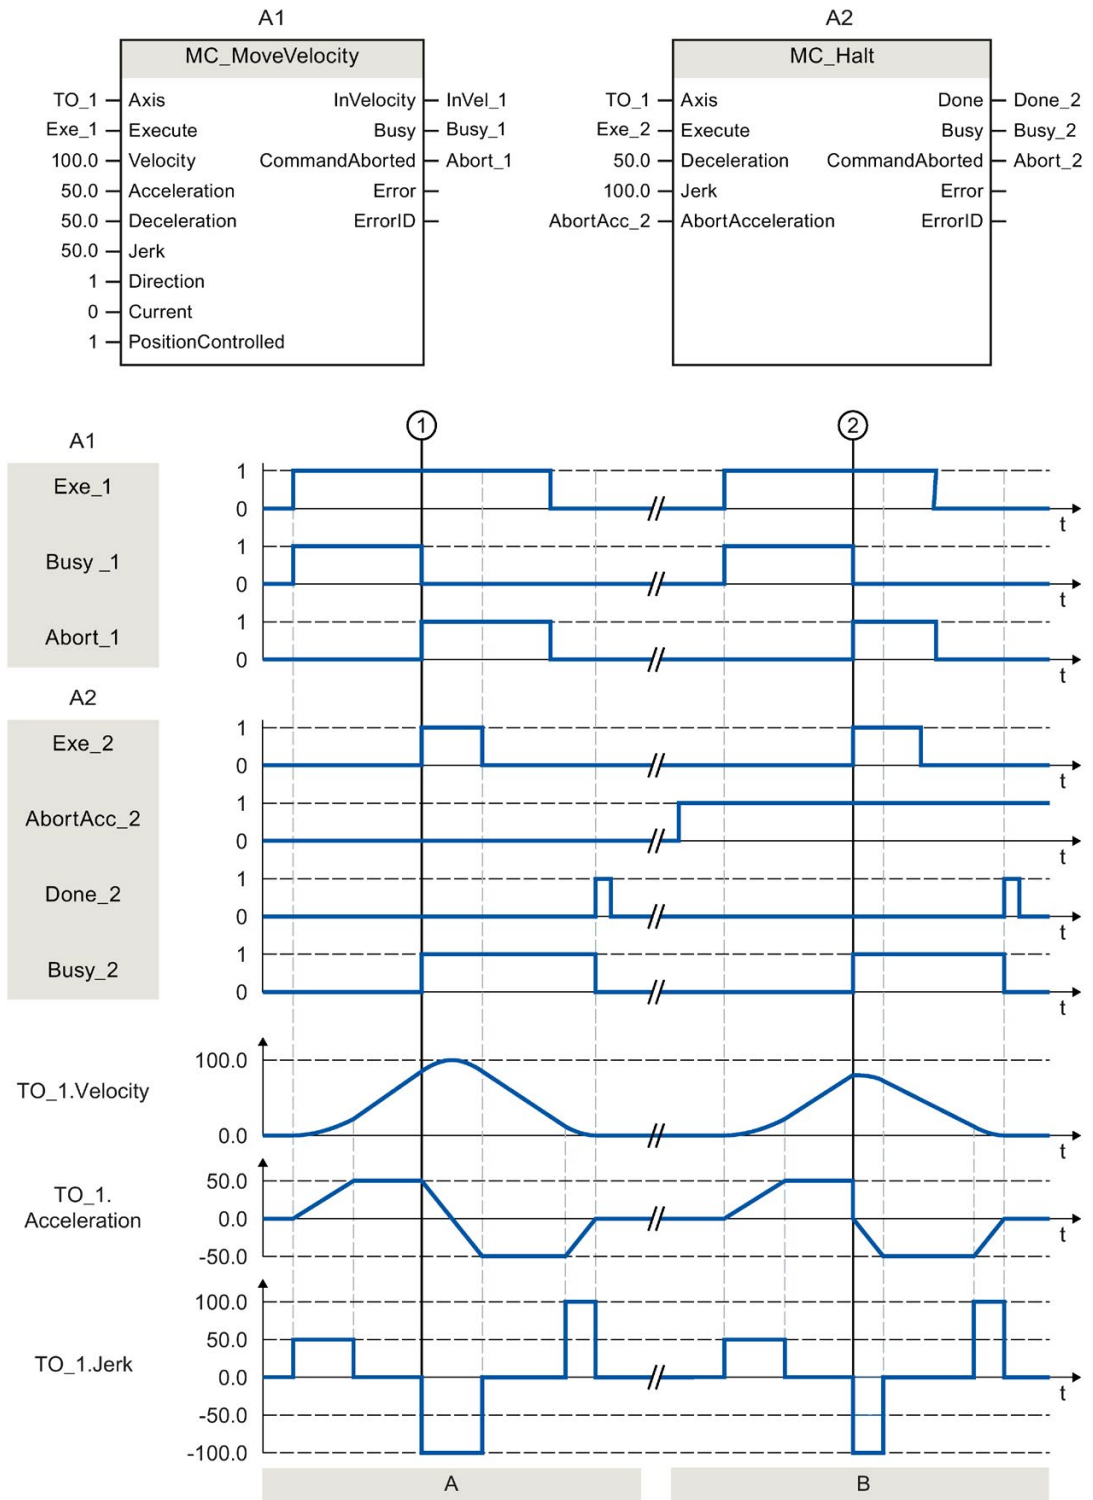 A1
MC_MoveVelocity
TO_1 Axis InVelocity InVel_1
Exe_1 Execute Busy Busy_1
100.0 Velocity CommandAborted Abort_1
50.0 Acceleration Error
50.0 Deceleration ErrorID
50.0 Jerk
1 Direction
0 Current
1 PositionControlled
A2
MC_Halt
TO_1 Axis Done Done_2
Exe_2 Execute Busy Busy_2
50.0 Deceleration CommandAborted Abort_2
100.0 Jerk Error
AbortAcc_2 AbortAcceleration ErrorID
1 2
A1
Exe_1
1
0
t
Busy _1
1
0
t
Abort_1
1
0
t
A2
Exe_2
1
0
t
AbortAcc_2
1
0
t
Done_2
1
0
t
Busy_2
1
0
t
TO_1.Velocity
100.0
0.0
t
TO_1.
Acceleration
50.0
0.0
-50.0
t
TO_1.Jerk
100.0
50.0
0.0
-50.0
-100.0
t
A B